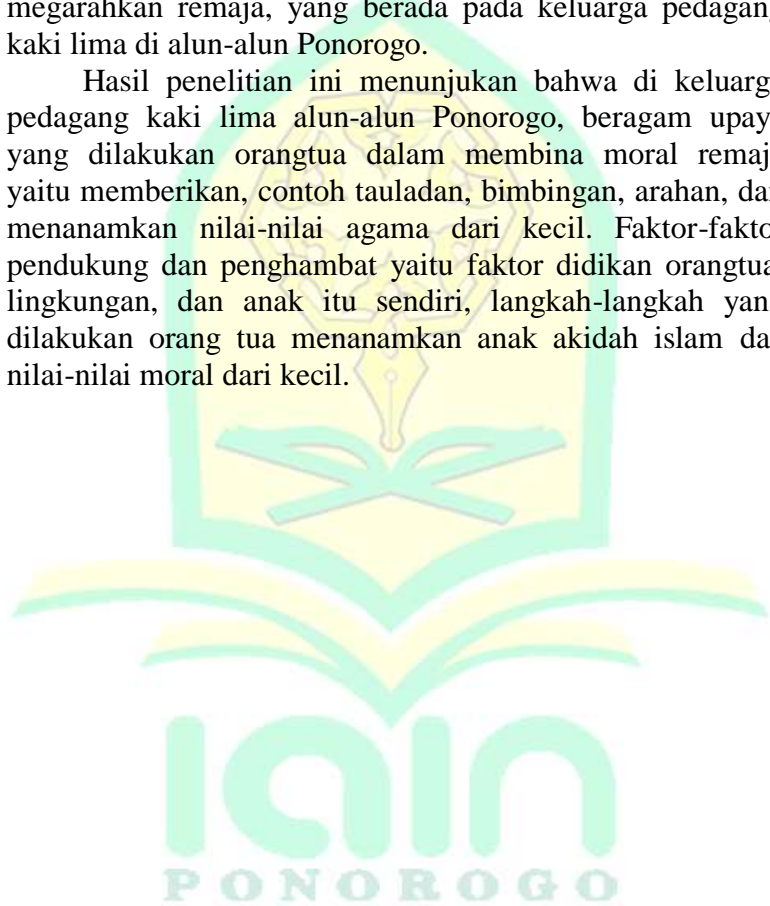 megarahkan remaja, yang berada pada keluarga pedagang
kaki lima di alun-alun Ponorogo.
Hasil penelitian ini menunjukan bahwa di keluarg
pedagang kaki lima alun-alun Ponorogo, beragam upay
yang dilakukan orangtua dalam membina moral remaj
yaitu memberikan, contoh tauladan, bimbingan, arahan, dan
menanamkan nilai-nilai agama dari kecil. Faktor-fakto
pendukung dan penghambat yaitu faktor didikan orangtua
lingkungan, dan anak itu sendiri, langkah-langkah yan
dilakukan orang tua menanamkan anak akidah islam da
nilai-nilai moral dari kecil.
IAIN
PONOROGO